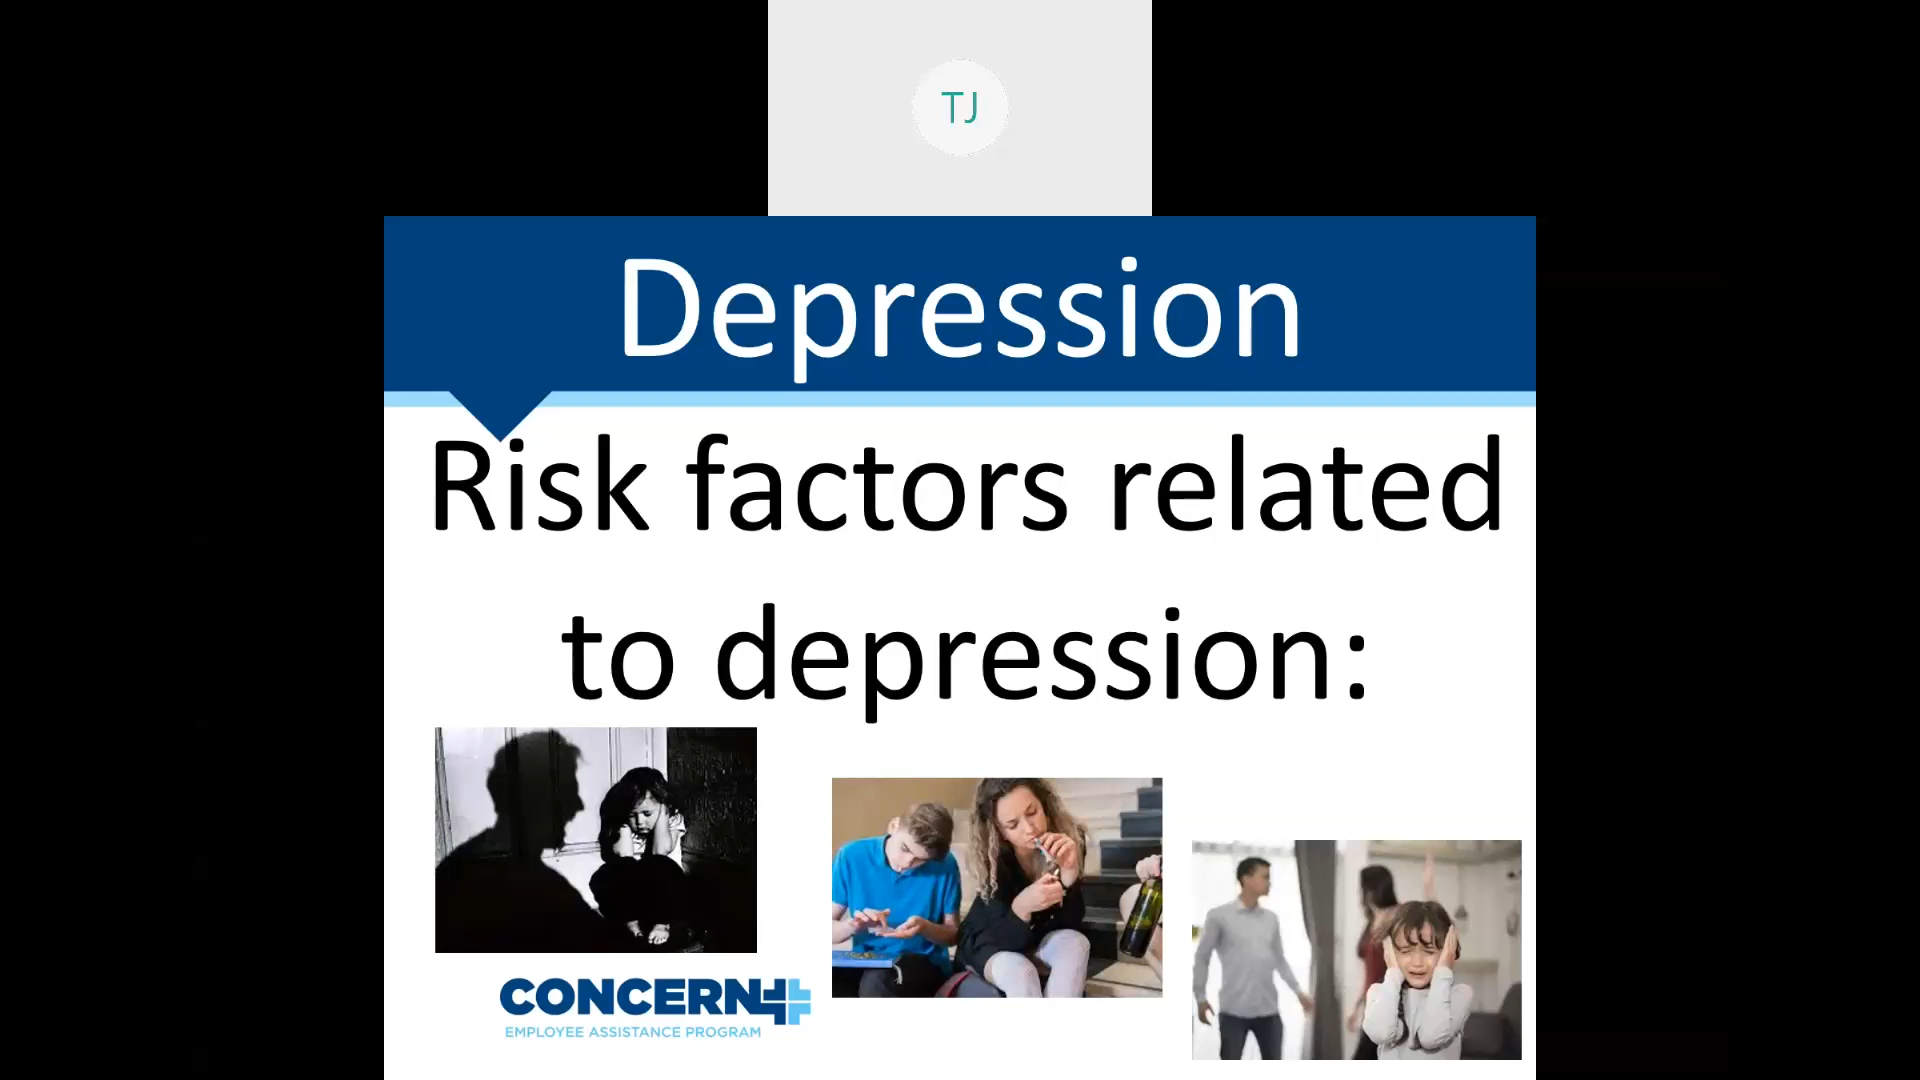 TJ
Depression
Risk factors related
to depression:
CONCERN
EMPLOYEE ASSISTANCE PROGRAM